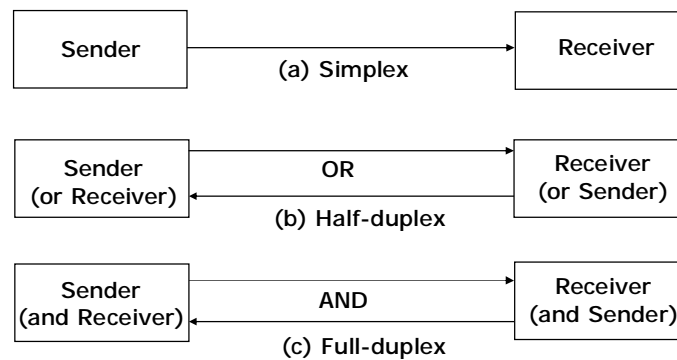 Sender
Receiver
(a) Simplex
Sender
(or Receiver)
OR
Receiver
(or Sender)
(b) Half-duplex
Sender
(and Receiver)
AND
Receiver
(and Sender)
(c) Full-duplex